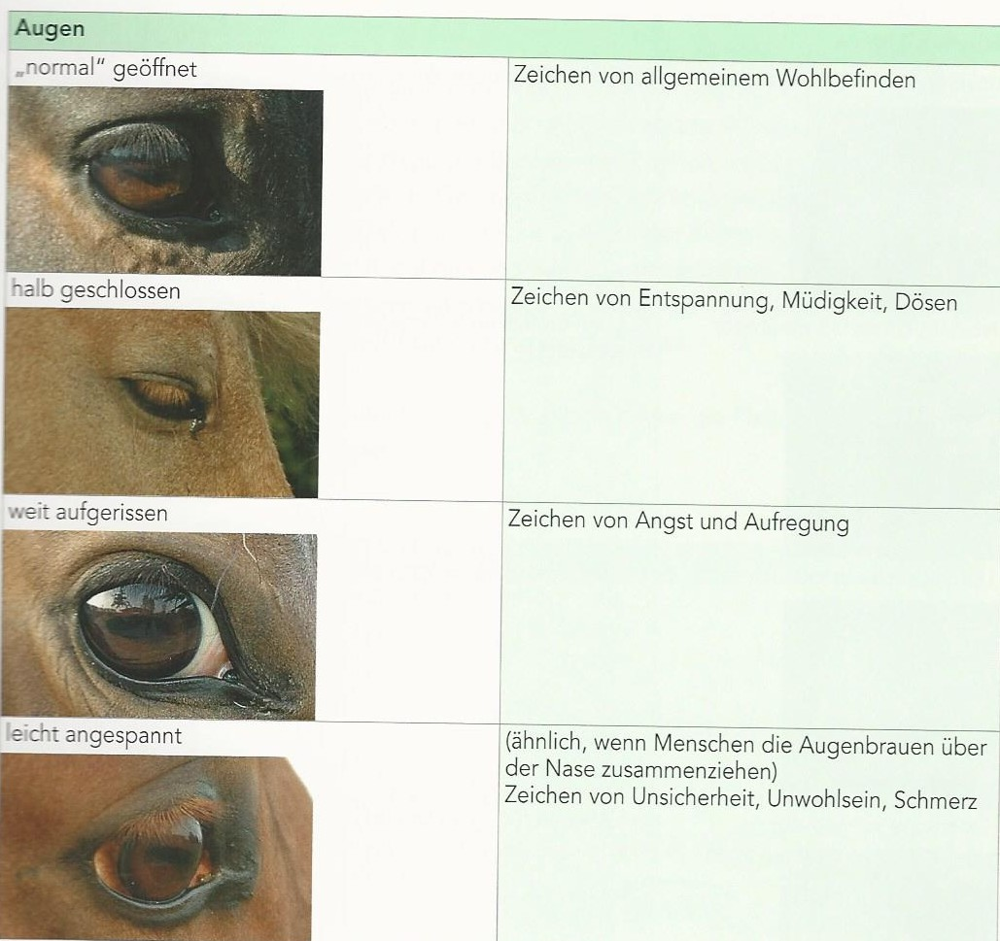 Augen
„normal“ geöffnet
Zeichen von allgemeinem Wohlbefinden
halb geschlossen
Zeichen von Entspannung, Müdigkeit, Dösen
weit aufgerissen
Zeichen von Angst und Aufregung
leicht angespannt
(ähnlich, wenn Menschen die Augenbrauen über
der Nase zusammenziehen)
Zeichen von Unsicherheit, Unwohlsein, Schmerz